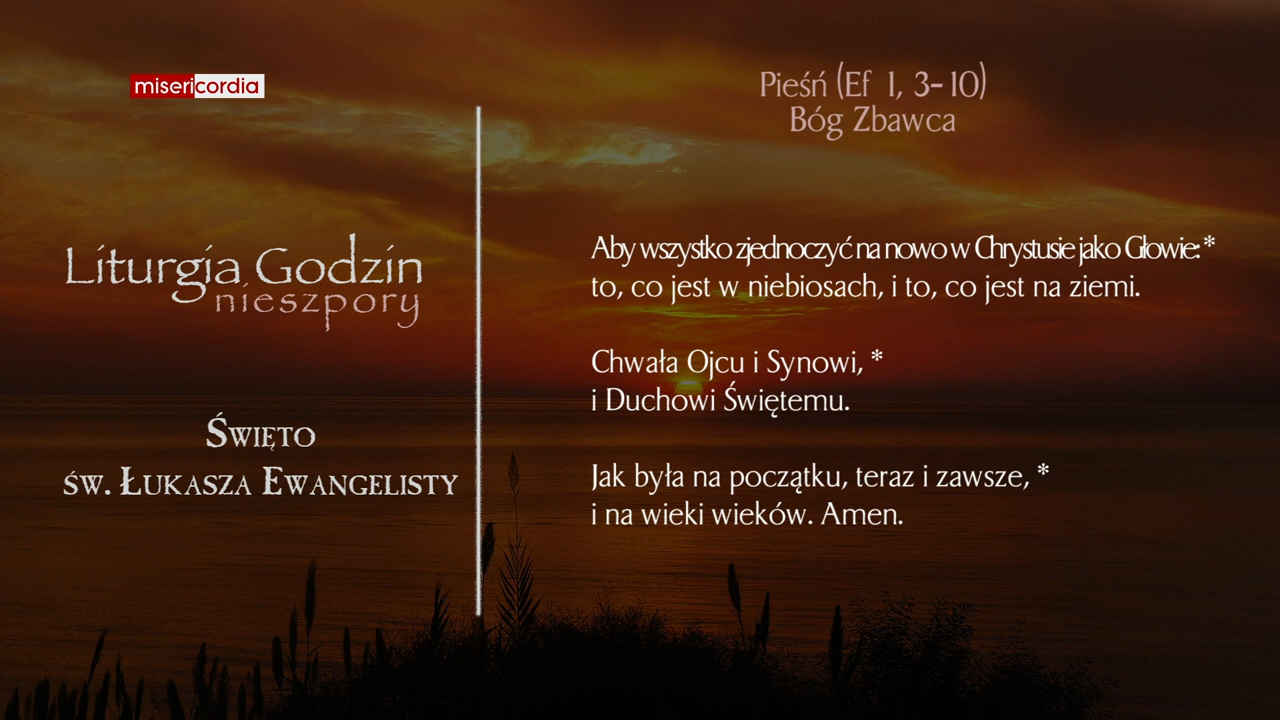 misericordia
Pieśń (Ef 1, 3-10)
Bóg Zbawca
Liturgia Godzin
nieszpory
Święto
św. Łukasza Ewangelisty
Aby wszystko zjednoczyć na nowo w Chrystusie jako Głowie: *
to, co jest w niebiosach, i to, co jest na ziemi.
Chwała Ojcu i Synowi, *
i Duchowi Świętemu.
Jak była na początku, teraz i zawsze, *
i na wieki wieków. Amen.